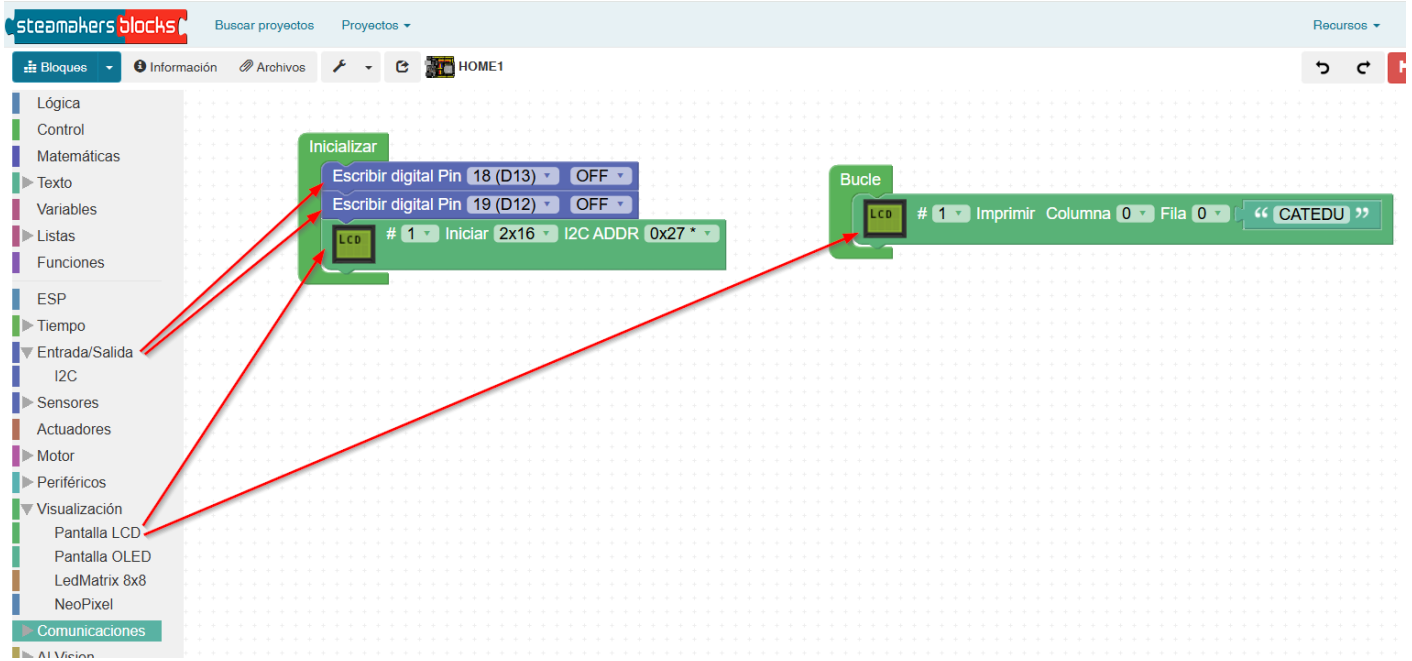 steamakers blocks Buscar proyectos Proyectos Recursos
Bloques Información Archivos HOME1 H
Lógica
Control
Matemáticas
Texto
Variables
Listas
Funciones
ESP
Tiempo
Entrada/Salida
I2C
Sensores
Actuadores
Motor
Periféricos
Visualización
Pantalla LCD
Pantalla OLED
LedMatrix 8x8
NeoPixel
Comunicaciones
AI Vision
Inicializar
Escribir digital Pin 18 (D13) OFF
Escribir digital Pin 19 (D12) OFF
LCD # 1 Iniciar 2x16 I2C ADDR 0x27 *
Bucle
LCD # 1 Imprimir Columna 0 Fila 0 “ CATEDU ”